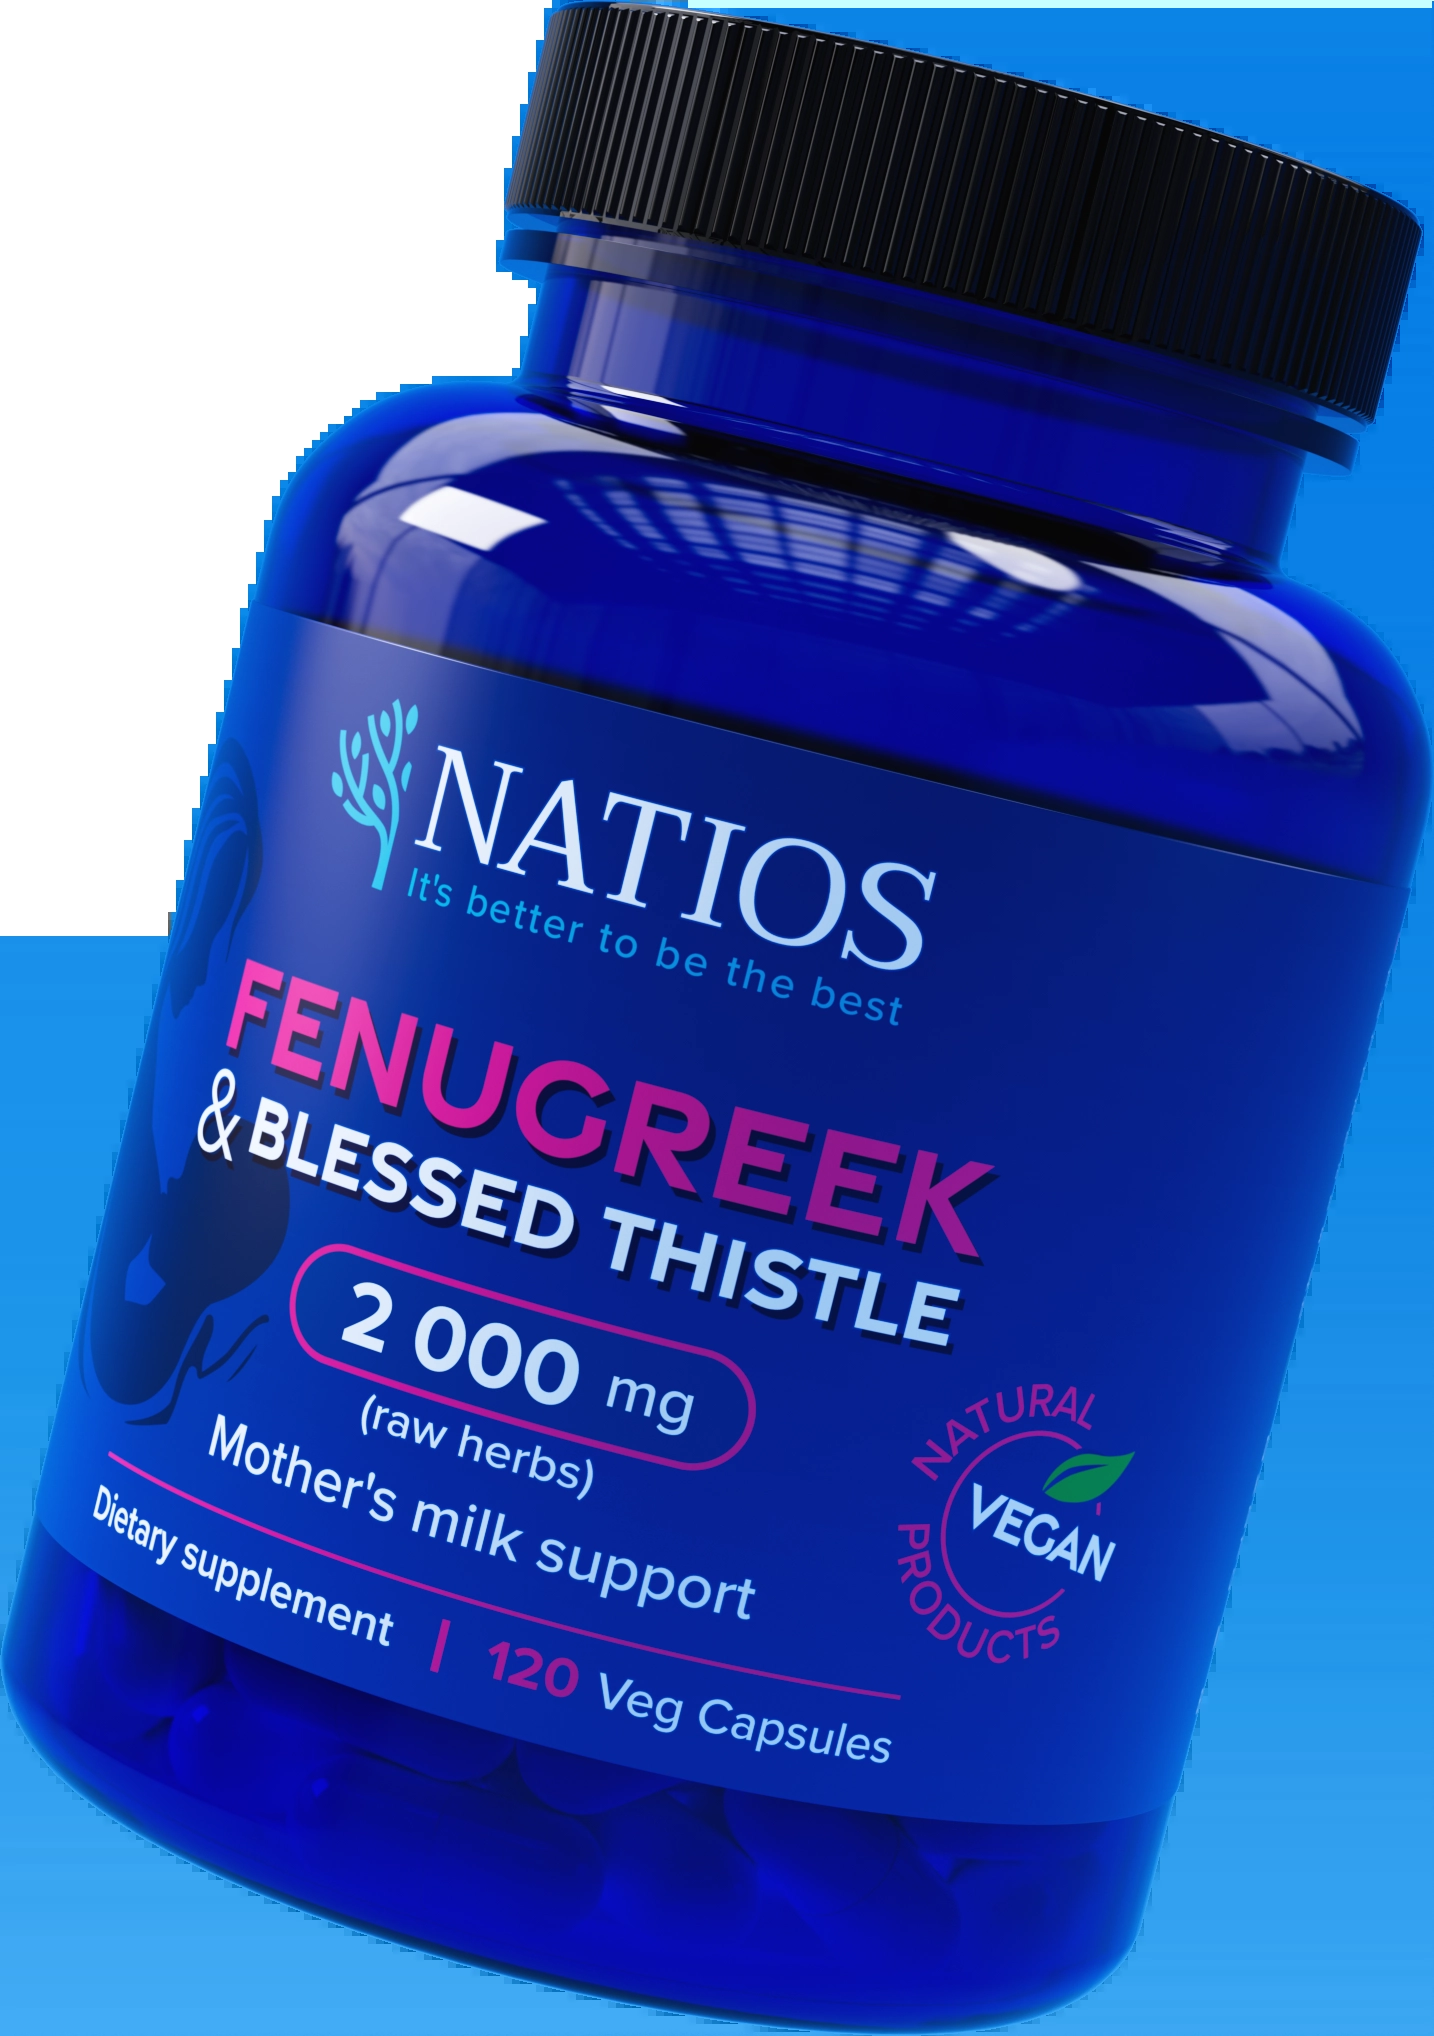 NATIOS
It's better to be the best
FENUGREEK
& BLESSED THISTLE
2 000 mg
(raw herbs)
Mother's milk support
Dietary supplement | 120 Veg Capsules
NATURAL
VEGAN
PRODUCTS